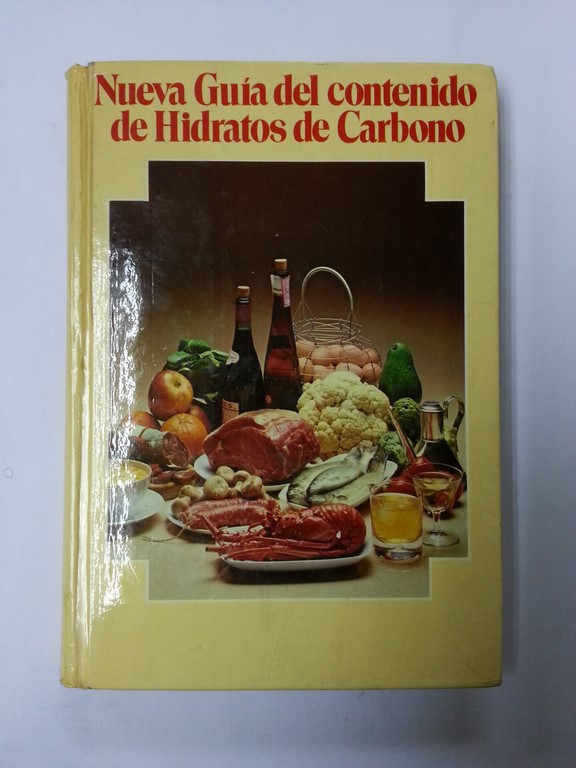 Nueva Guía del contenido
de Hidratos de Carbono